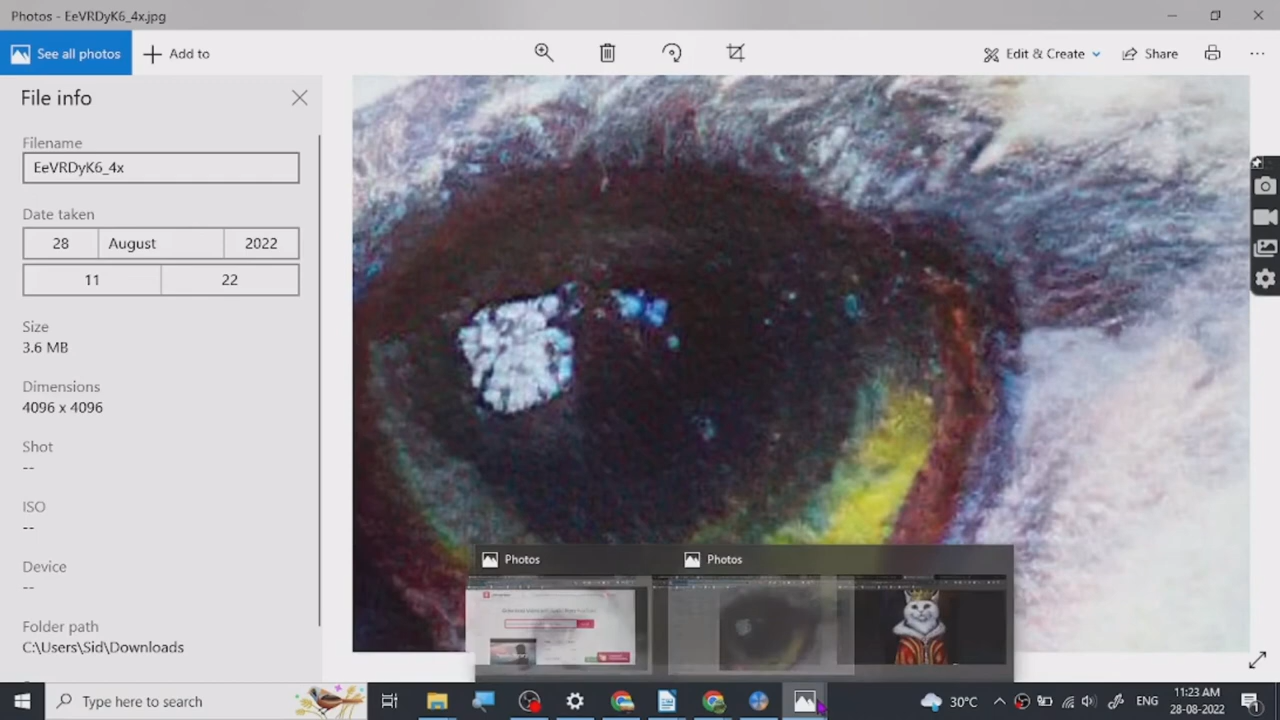 Photos - EeVRDyK6_4x.jpg
See all photos
Add to
Edit & Create
Share
File info
Filename
EeVRDyK6_4x
Date taken
28 August 2022
11 22
Size
3.6 MB
Dimensions
4096 x 4096
Shot
--
ISO
--
Device
--
Folder path
C:\Users\Sid\Downloads
Photos
Photos
Type here to search
30°C
ENG
11:23 AM
28-08-2022
1